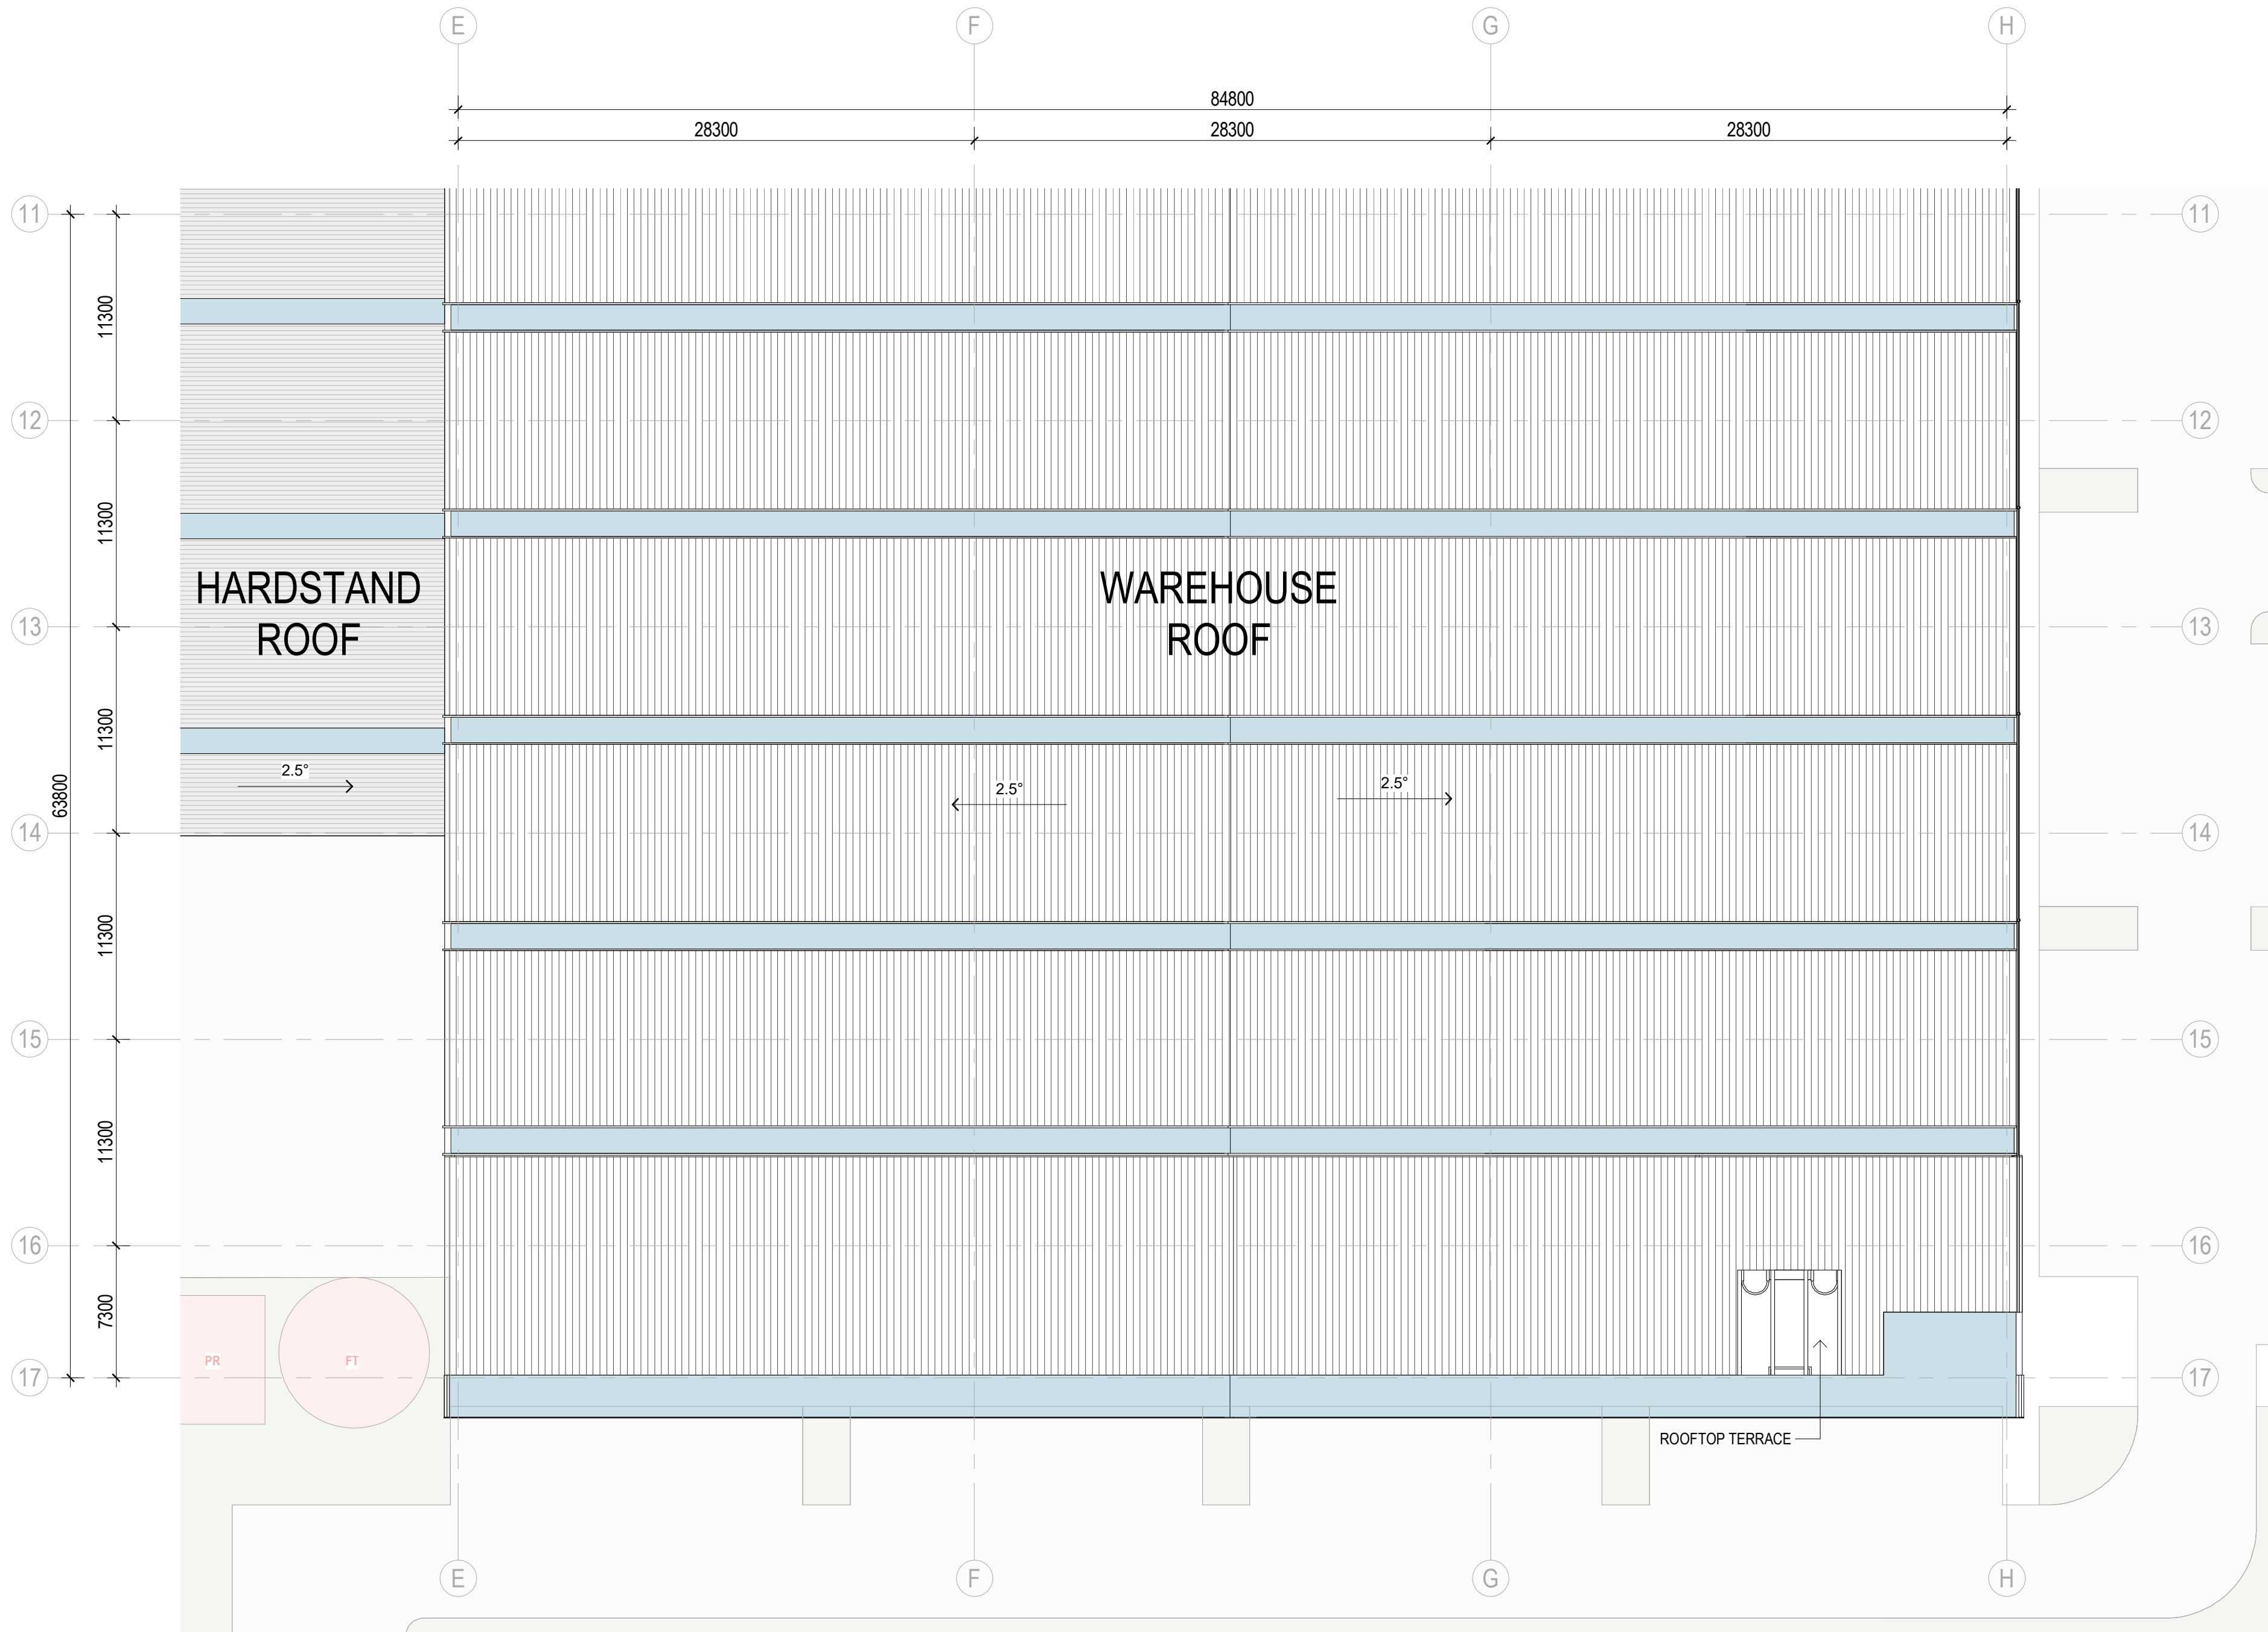 E F G H
84800
28300 28300 28300
11 11
11300
12 12
11300
HARDSTAND
ROOF
WAREHOUSE
ROOF
13 13
11300
2.5°
2.5°
2.5°
63800
14 14
11300
15 15
11300
16 16
7300
PR FT
17 17
ROOFTOP TERRACE
E F G H